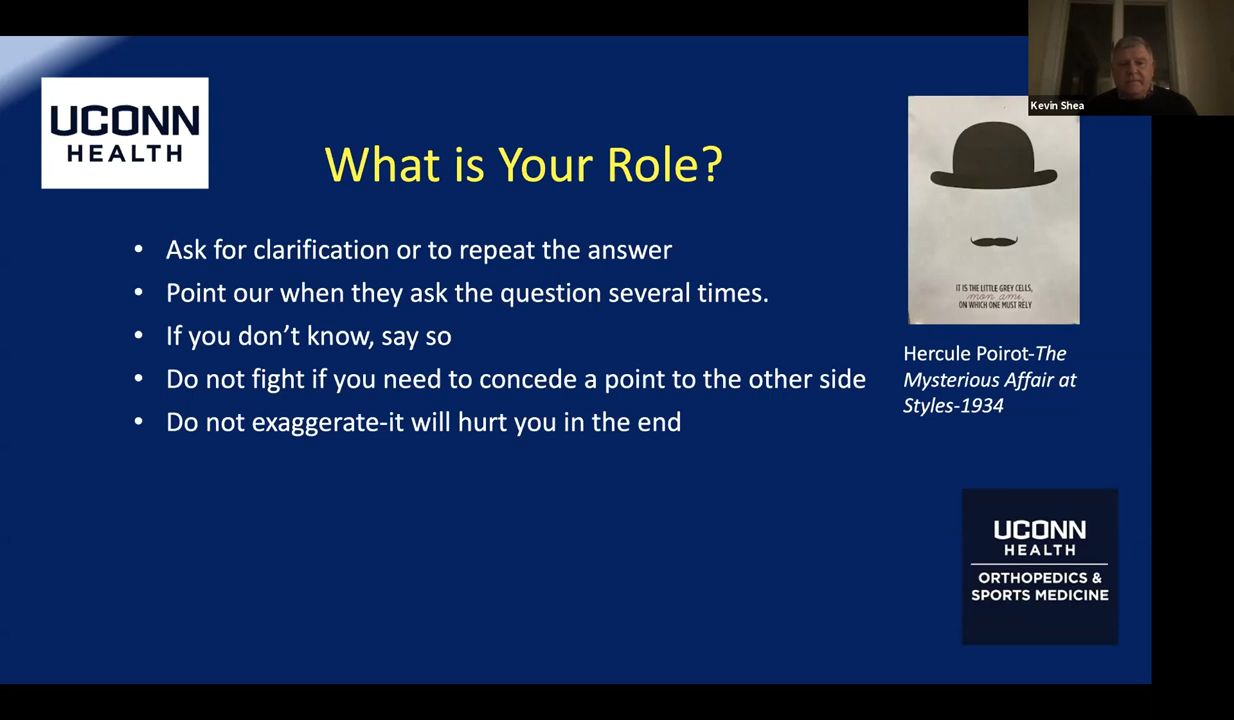 Kevin Shea
UCONN
HEALTH
What is Your Role?
• Ask for clarification or to repeat the answer
• Point our when they ask the question several times.
• If you don’t know, say so
• Do not fight if you need to concede a point to the other side
• Do not exaggerate-it will hurt you in the end
IT IS THE LITTLE GREY CELLS,
mon ami,
ON WHICH ONE MUST RELY
Hercule Poirot-The
Mysterious Affair at
Styles-1934
UCONN
HEALTH
ORTHOPEDICS &
SPORTS MEDICINE